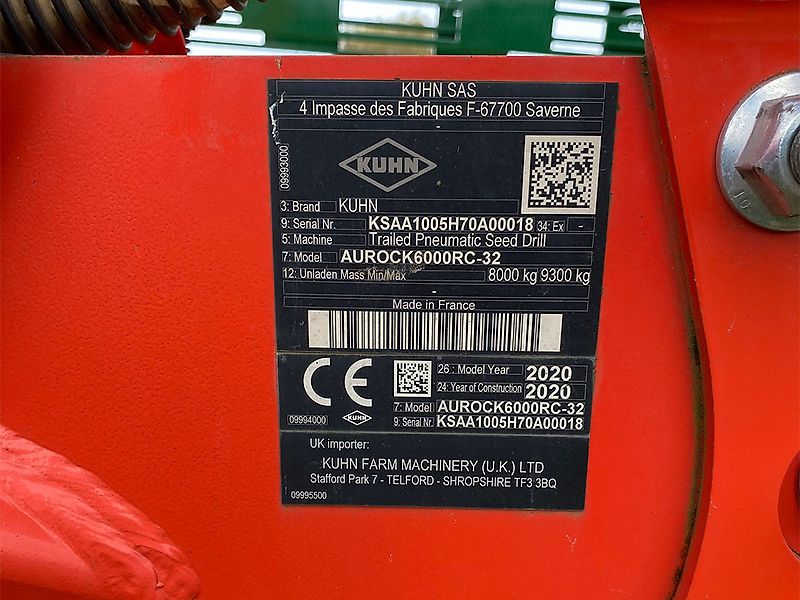 KUHN SAS
4 Impasse des Fabriques F-67700 Saverne
09993000
KUHN
3: Brand KUHN
9: Serial Nr. KSAA1005H70A00018 34: Ex -
5: Machine Trailed Pneumatic Seed Drill
7: Model AUROCK6000RC-32
12: Unladen Mass Min/Max 8000 kg 9300 kg
-
Made in France
CE
26 : Model Year 2020
24: Year of Construction 2020
09994000
KUHN
7: Model AUROCK6000RC-32
9. Serial Nr. KSAA1005H70A00018
UK importer:
KUHN FARM MACHINERY (U.K.) LTD
Stafford Park 7 - TELFORD - SHROPSHIRE TF3 3BQ
09995500